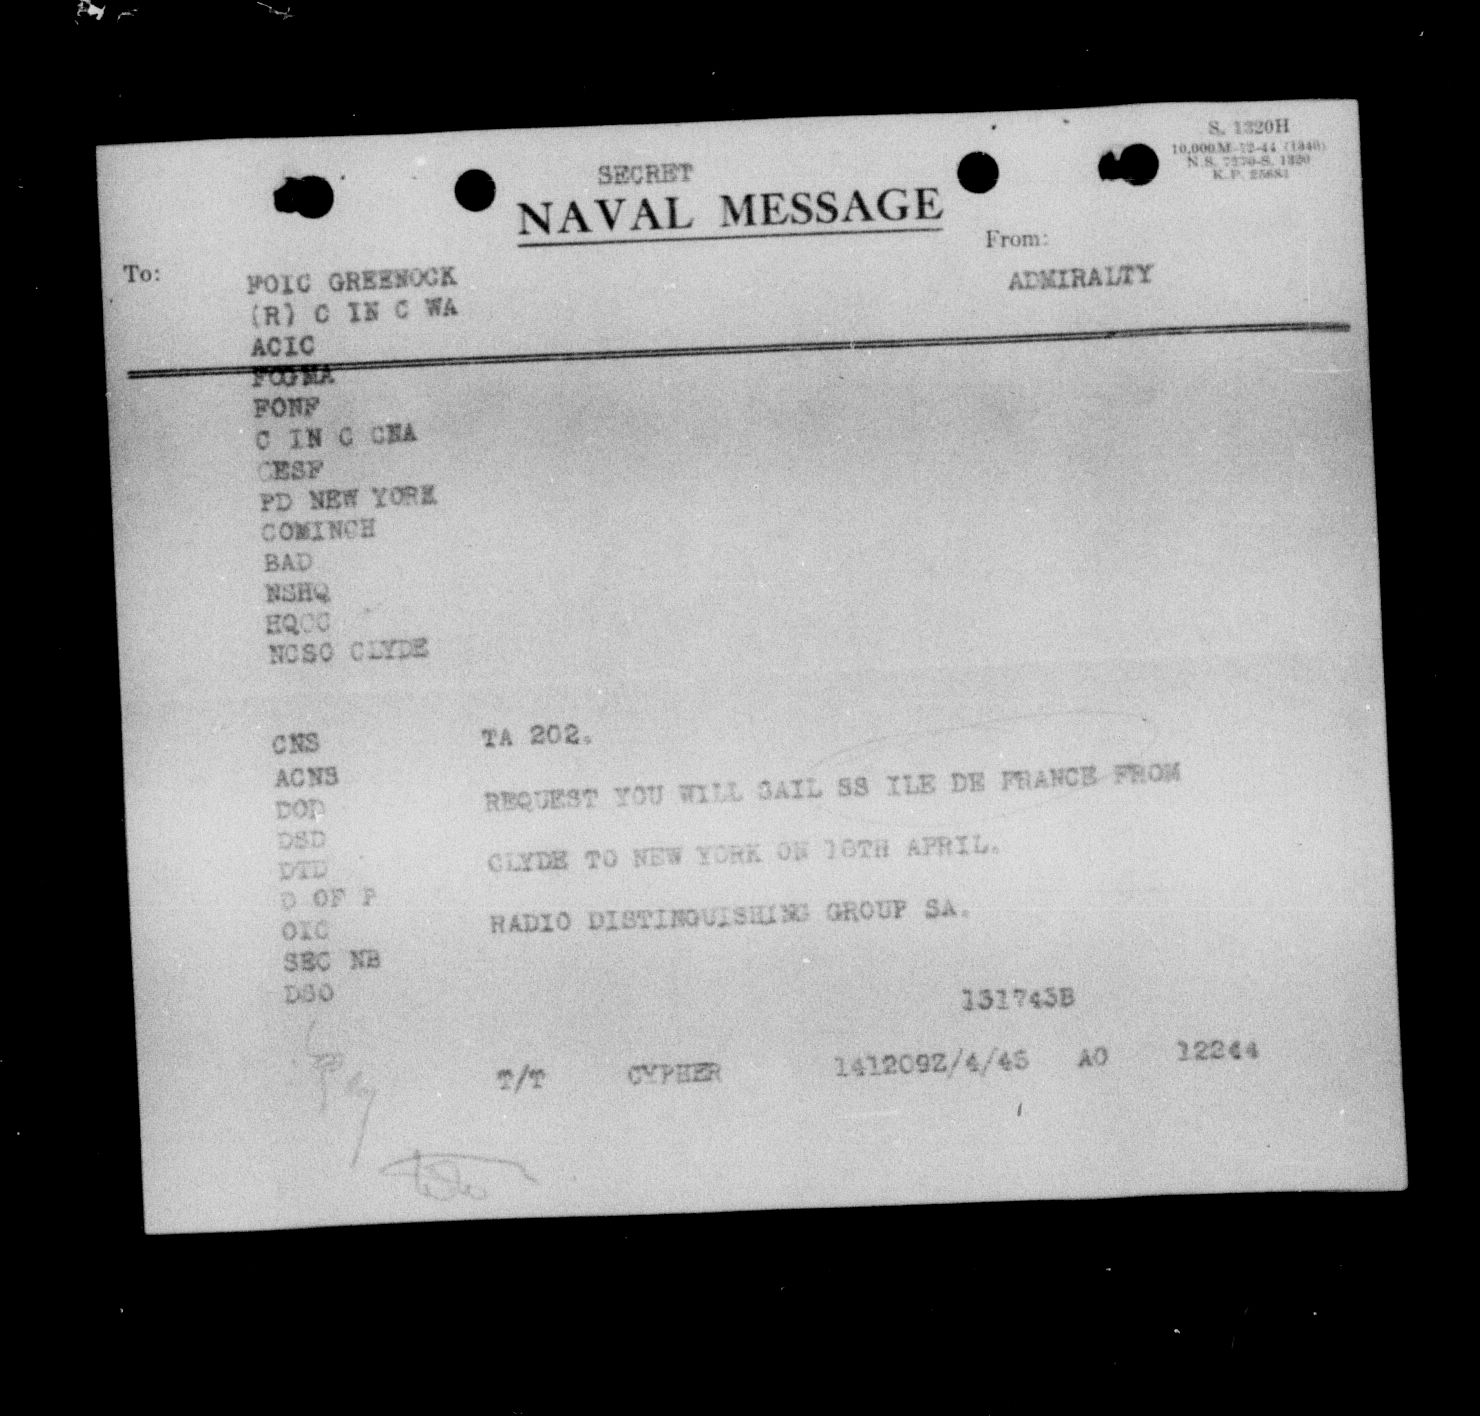 S. 1320H
SECRET
NAVAL MESSAGE
From:
To:
FOIC GREENOCK
ADMIRALTY
(R) C IN C WA
ACIC
FOGMA
FONF
C IN C CNA
CESF
PD NEW YORK
COMINCH
BAD
NSHQ
HQCC
NCSO CLYDE
CNS TA 202.
ACNS
REQUEST YOU WILL SAIL SS ILE DE FRANCE FROM
DOD
DSD
CLYDE TO NEW YORK ON APRIL.
DTD
D OF P
RADIO DISTINGUISHING GROUP SA.
OIC
SEC NB
DSO
131743B
T/T CYPHER 141209Z/4/45 AO 12244